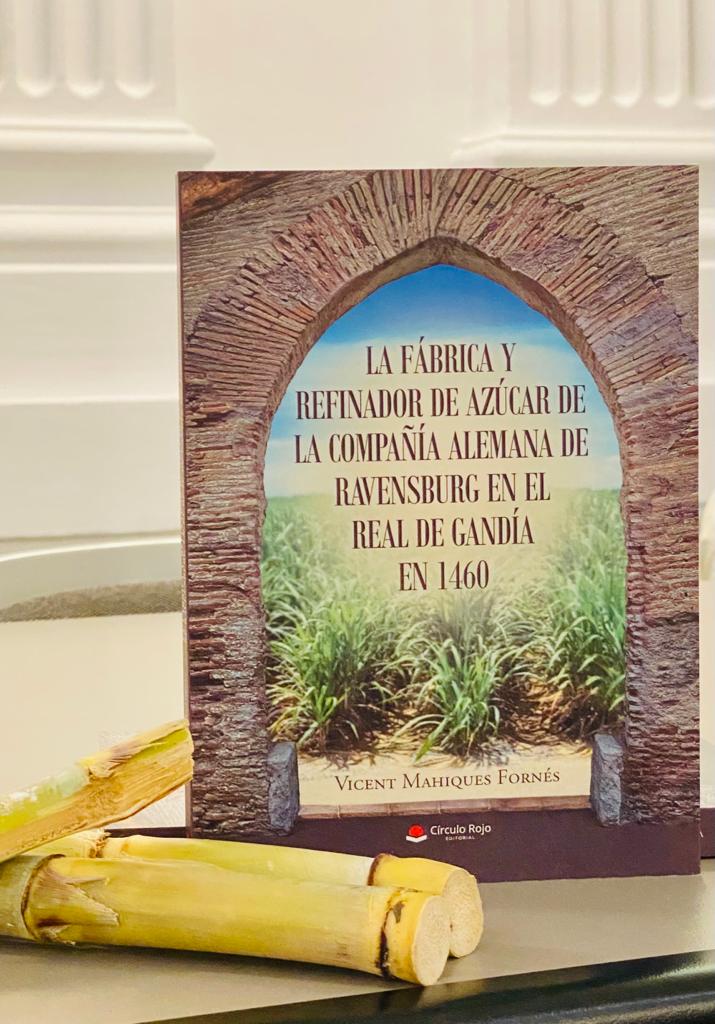 LA FÁBRICA Y
REFINADOR DE AZÚCAR DE
LA COMPAÑÍA ALEMANA DE
RAVENSBURG EN EL
REAL DE GANDÍA
EN 1460
Vicent Mahiques Fornés
Círculo Rojo
EDITORIAL